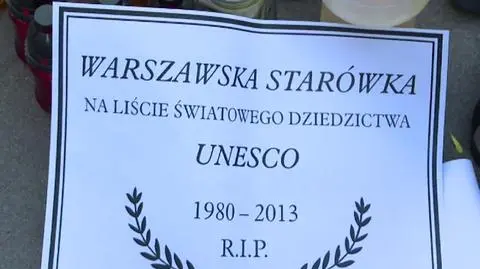 WARSZAWSKA STARÓWKA
NA LIŚCIE ŚWIATOWEGO DZIEDZICTWA
UNESCO
1980 – 2013
R.I.P.